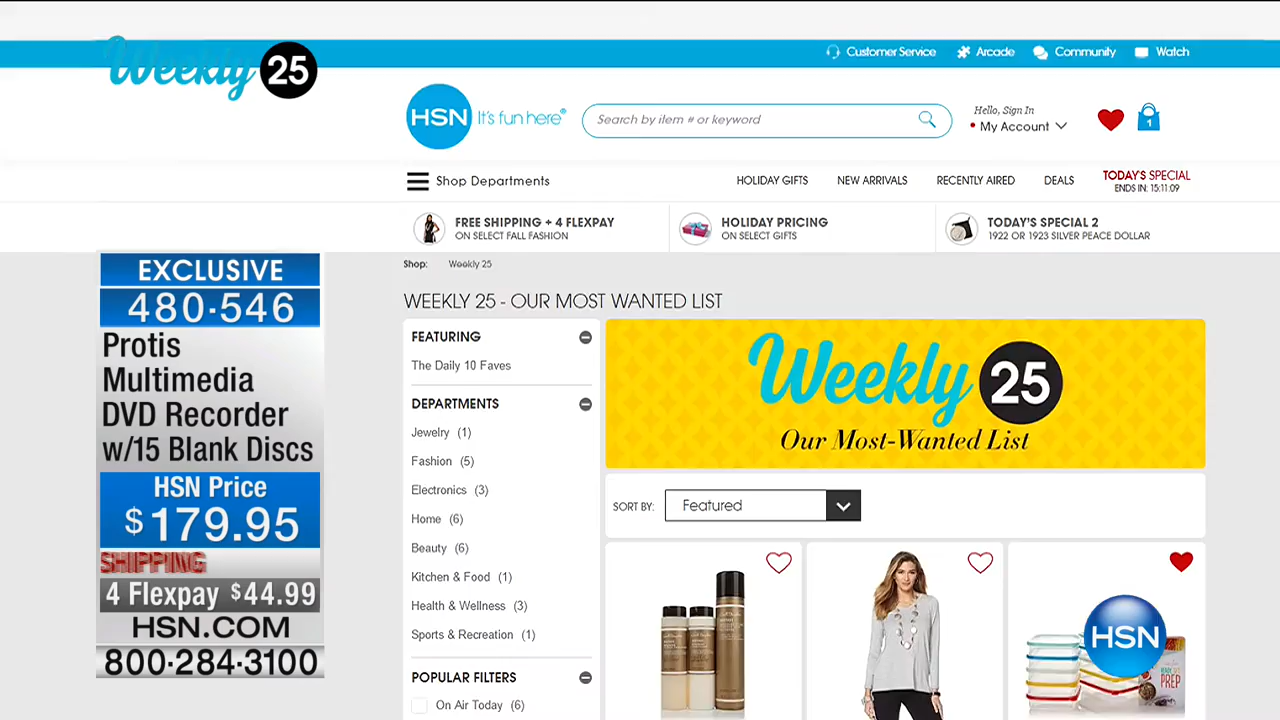 Weekly 25
Customer Service
Arcade
Community
Watch
HSN It's fun here®
Search by item # or keyword
Hello, Sign In
My Account
1
Shop Departments
HOLIDAY GIFTS
NEW ARRIVALS
RECENTLY AIRED
DEALS
TODAY'S SPECIAL
ENDS IN: 15:11:09
FREE SHIPPING + 4 FLEXPAY
ON SELECT FALL FASHION
HOLIDAY PRICING
ON SELECT GIFTS
TODAY'S SPECIAL 2
1922 OR 1923 SILVER PEACE DOLLAR
EXCLUSIVE
480-546
Protis
Multimedia
DVD Recorder
w/15 Blank Discs
HSN Price
$179.95
SHIPPING
4 Flexpay $44.99
HSN.COM
800-284-3100
Shop: Weekly 25
WEEKLY 25 - OUR MOST WANTED LIST
FEATURING
The Daily 10 Faves
DEPARTMENTS
Jewelry (1)
Fashion (5)
Electronics (3)
Home (6)
Beauty (6)
Kitchen & Food (1)
Health & Wellness (3)
Sports & Recreation (1)
POPULAR FILTERS
On Air Today (6)
Weekly 25
Our Most-Wanted List
SORT BY: Featured
HSN
PREP